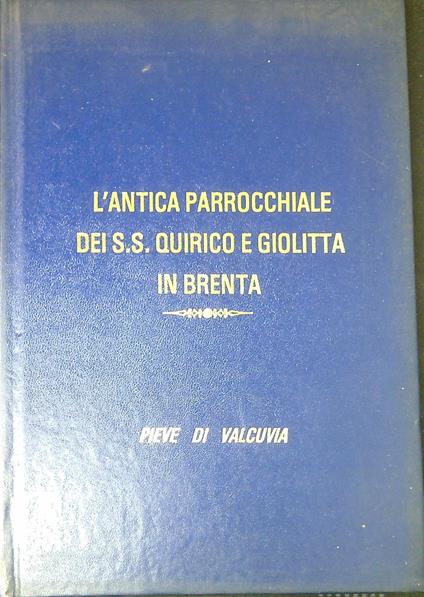 L'ANTICA PARROCCHIALE
DEI S.S. QUIRICO E GIOLITTA
IN BRENTA
PIEVE DI VALCUVIA